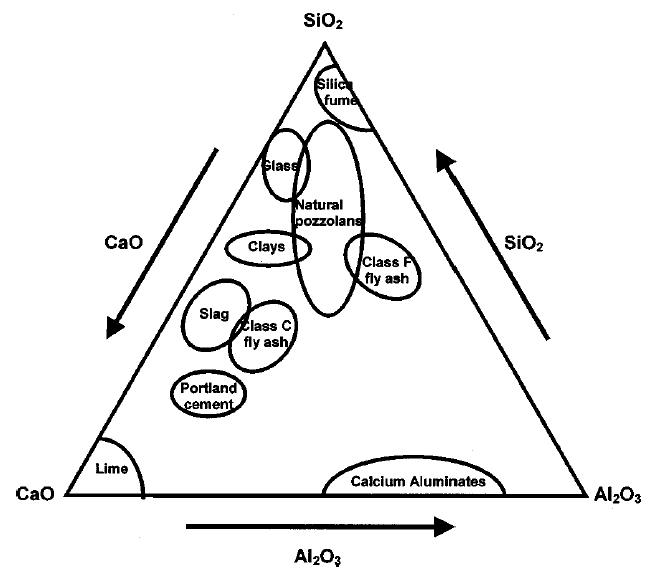 SiO₂
Silica
fume
Glass
CaO
Natural
pozzolans
SiO₂
Clays
Class F
fly ash
Slag
Class C
fly ash
Portland
cement
Lime
Calcium Aluminates
CaO
Al₂O₃
Al₂O₃